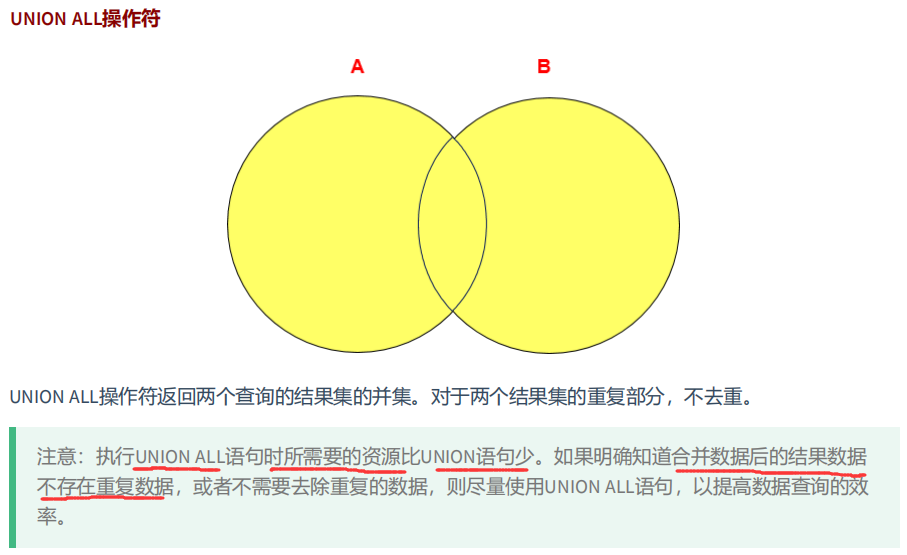 UNION ALL操作符
A B
UNION ALL操作符返回两个查询的结果集的并集。对于两个结果集的重复部分，不去重。
注意：执行UNION ALL语句时所需要的资源比UNION语句少。如果明确知道合并数据后的结果数据
不存在重复数据，或者不需要去除重复的数据，则尽量使用UNION ALL语句，以提高数据查询的效
率。